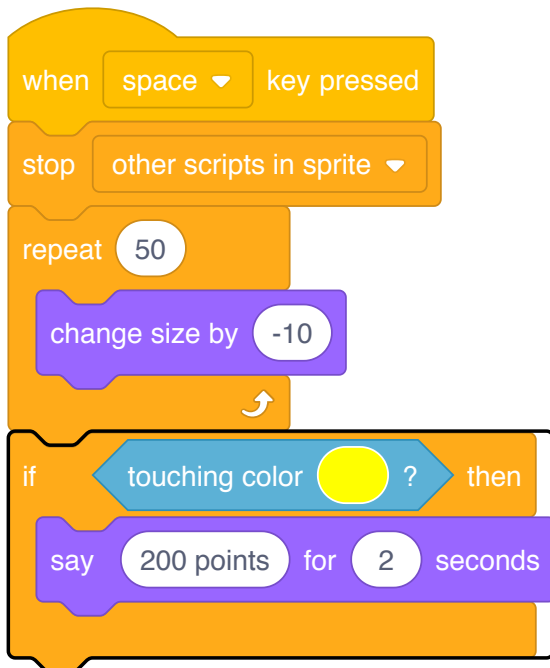 when space key pressed
stop other scripts in sprite
repeat 50
change size by -10
if touching color ? then
say 200 points for 2 seconds